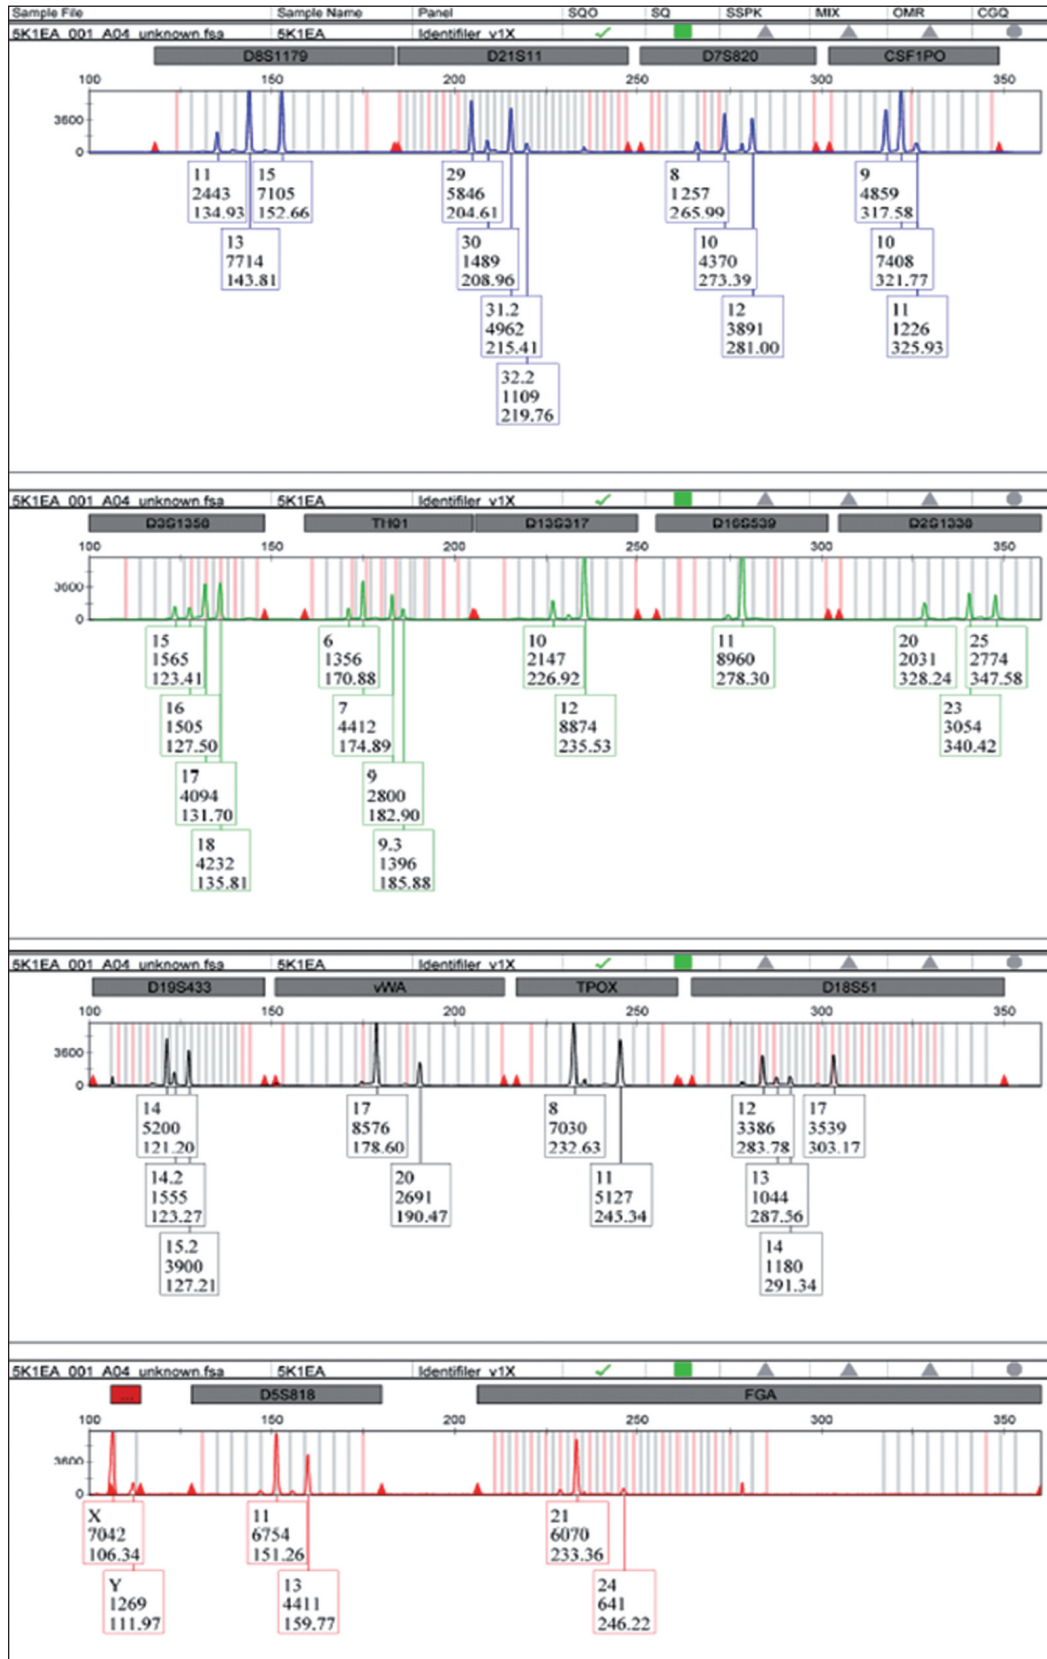 Sample File Sample Name Panel SQO SQ SSPK MIX OMR CGQ
5K1EA_001_A04_unknown.fsa 5K1EA Identifiler_v1X
D8S1179 D21S11 D7S820 CSF1PO
100 150 200 250 300 350
3600
0
11 15 29 8 9
2443 7105 5846 1257 4859
134.93 152.66 204.61 265.99 317.58
13 30 10 10
7714 1489 4370 7408
143.81 208.96 273.39 321.77
31.2 12 11
4962 3891 1226
215.41 281.00 325.93
32.2
1109
219.76
5K1EA_001_A04_unknown.fsa 5K1EA Identifiler_v1X
D3S1358 TH01 D13S317 D16S539 D2S1338
100 150 200 250 300 350
3600
0
15 6 10 11 20 25
1565 1356 2147 8960 2031 2774
123.41 170.88 226.92 278.30 328.24 347.58
16 7 12 23
1505 4412 8874 3054
127.50 174.89 235.53 340.42
17 9
4094 2800
131.70 182.90
18 9.3
4232 1396
135.81 185.88
5K1EA_001_A04_unknown.fsa 5K1EA Identifiler_v1X
D19S433 vWA TPOX D18S51
100 150 200 250 300 350
3600
0
14 17 8 12 17
5200 8576 7030 3386 3539
121.20 178.60 232.63 283.78 303.17
14.2 20 11 13
1555 2691 5127 1044
123.27 190.47 245.34 287.56
15.2 14
3900 1180
127.21 291.34
5K1EA_001_A04_unknown.fsa 5K1EA Identifiler_v1X
... D5S818 FGA
100 150 200 250 300 350
3600
0
X 11 21
7042 6754 6070
106.34 151.26 233.36
Y 13 24
1269 4411 641
111.97 159.77 246.22